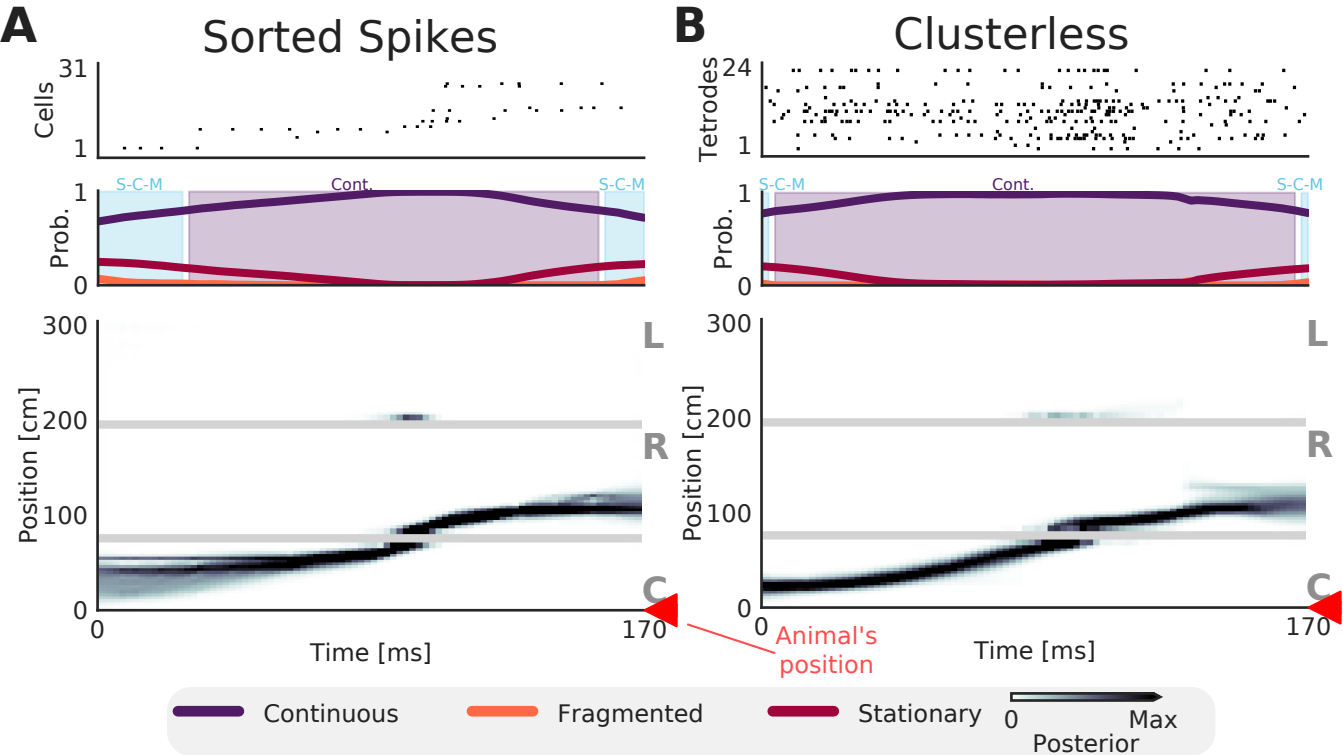 A
Sorted Spikes
31
Cells
1
S-C-M
Cont.
S-C-M
1
Prob.
0
300
L
200
Position [cm]
R
100
C
0
0
170
Time [ms]
B
Clusterless
24
Tetrodes
1
S-C-M
Cont.
S-C-M
1
Prob.
0
300
L
200
Position [cm]
R
100
C
0
0
170
Time [ms]
Animal's
position
Continuous
Fragmented
Stationary
0
Max
Posterior